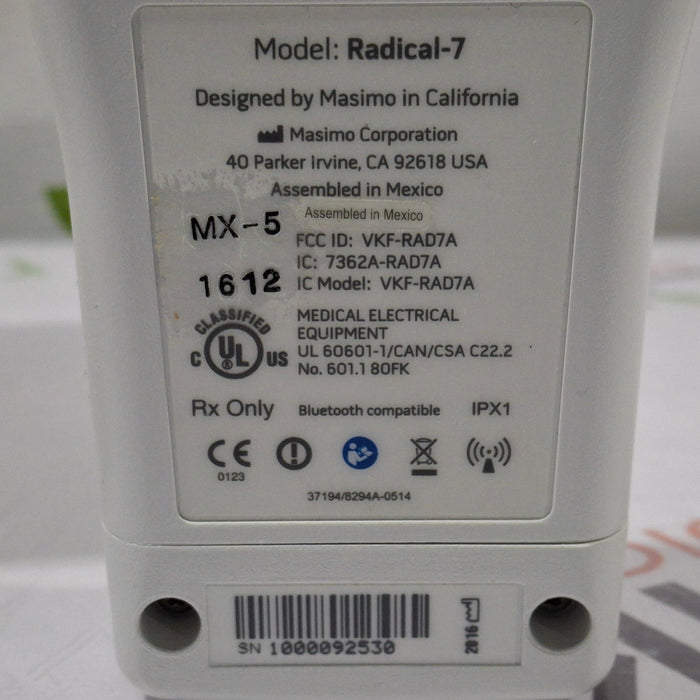 Model: Radical-7
Designed by Masimo in California
Masimo Corporation
40 Parker Irvine, CA 92618 USA
Assembled in Mexico
Assembled in Mexico
MX-5
1612
FCC ID: VKF-RAD7A
IC: 7362A-RAD7A
IC Model: VKF-RAD7A
CLASSIFIED
C UL US
MEDICAL ELECTRICAL
EQUIPMENT
UL 60601-1/CAN/CSA C22.2
No. 601.1 80FK
Rx Only Bluetooth compatible IPX1
CE
0123
37194/8294A-0514
SN 1000092530
2016